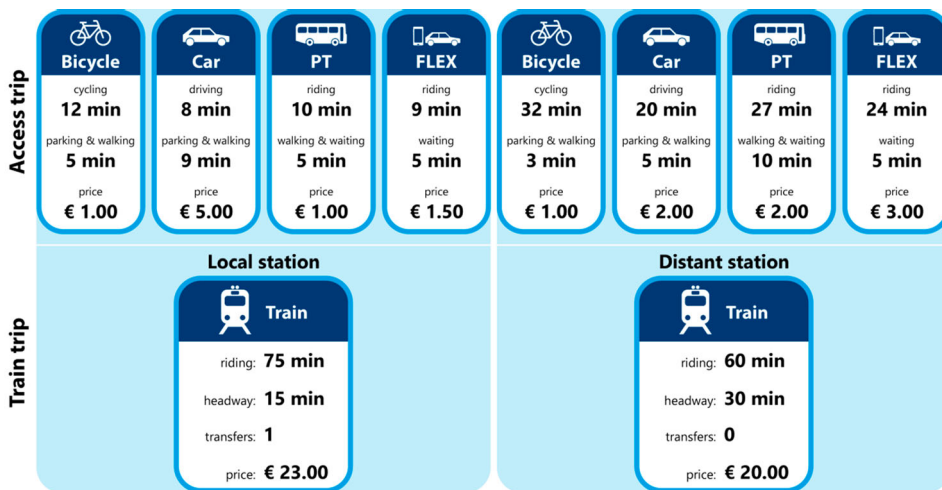 Access trip
Bicycle
cycling
12 min
parking & walking
5 min
price
€ 1.00
Car
driving
8 min
parking & walking
9 min
price
€ 5.00
PT
riding
10 min
walking & waiting
5 min
price
€ 1.00
FLEX
riding
9 min
waiting
5 min
price
€ 1.50
Bicycle
cycling
32 min
parking & walking
3 min
price
€ 1.00
Car
driving
20 min
parking & walking
5 min
price
€ 2.00
PT
riding
27 min
walking & waiting
10 min
price
€ 2.00
FLEX
riding
24 min
waiting
5 min
price
€ 3.00
Train trip
Local station
Train
riding: 75 min
headway: 15 min
transfers: 1
price: € 23.00
Distant station
Train
riding: 60 min
headway: 30 min
transfers: 0
price: € 20.00